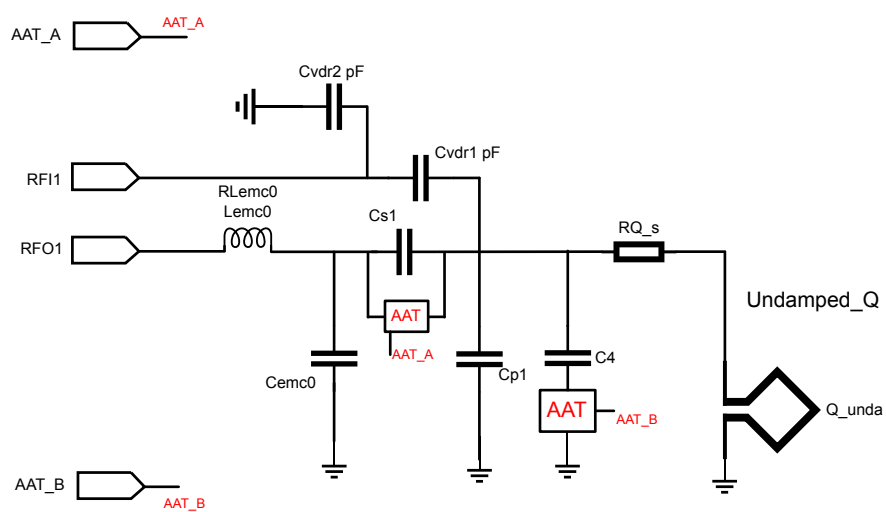 AAT_A
AAT_A
Cvdr2 pF
Cvdr1 pF
RFI1
RLemc0
Lemc0
Cs1
RQ_s
RFO1
Undamped_Q
AAT
AAT_A
Cemc0
Cp1
C4
AAT
AAT_B
Q_unda
AAT_B
AAT_B